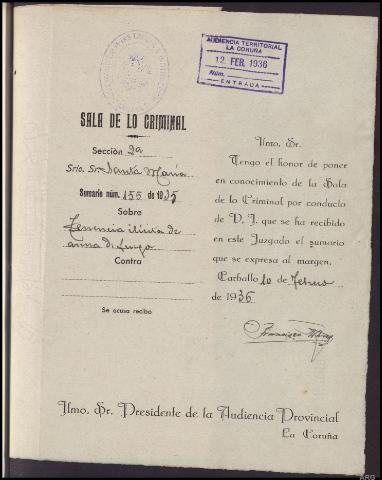 AUDIENCIA TERRITORIAL
LA CORUÑA
12 FEB. 1936
Núm.
ENTRADA
SALA DE LO CRIMINAL
Sección 2a
Srio. Sr. Santa María
Sumario núm. 156 de 1935
Sobre
Tenencia ilícita de
arma de fuego
Contra
Se acusa recibo
Ilmo. Sr.
Tengo el honor de poner
en conocimiento de la Sala
de lo Criminal por conducto
de V. I. que se ha recibido
en este Juzgado el sumario
que se expresa al margen.
Carballo 10 de Febrero
de 1936
Francisco
Ilmo. Sr. Presidente de la Audiencia Provincial
La Coruña
ARG